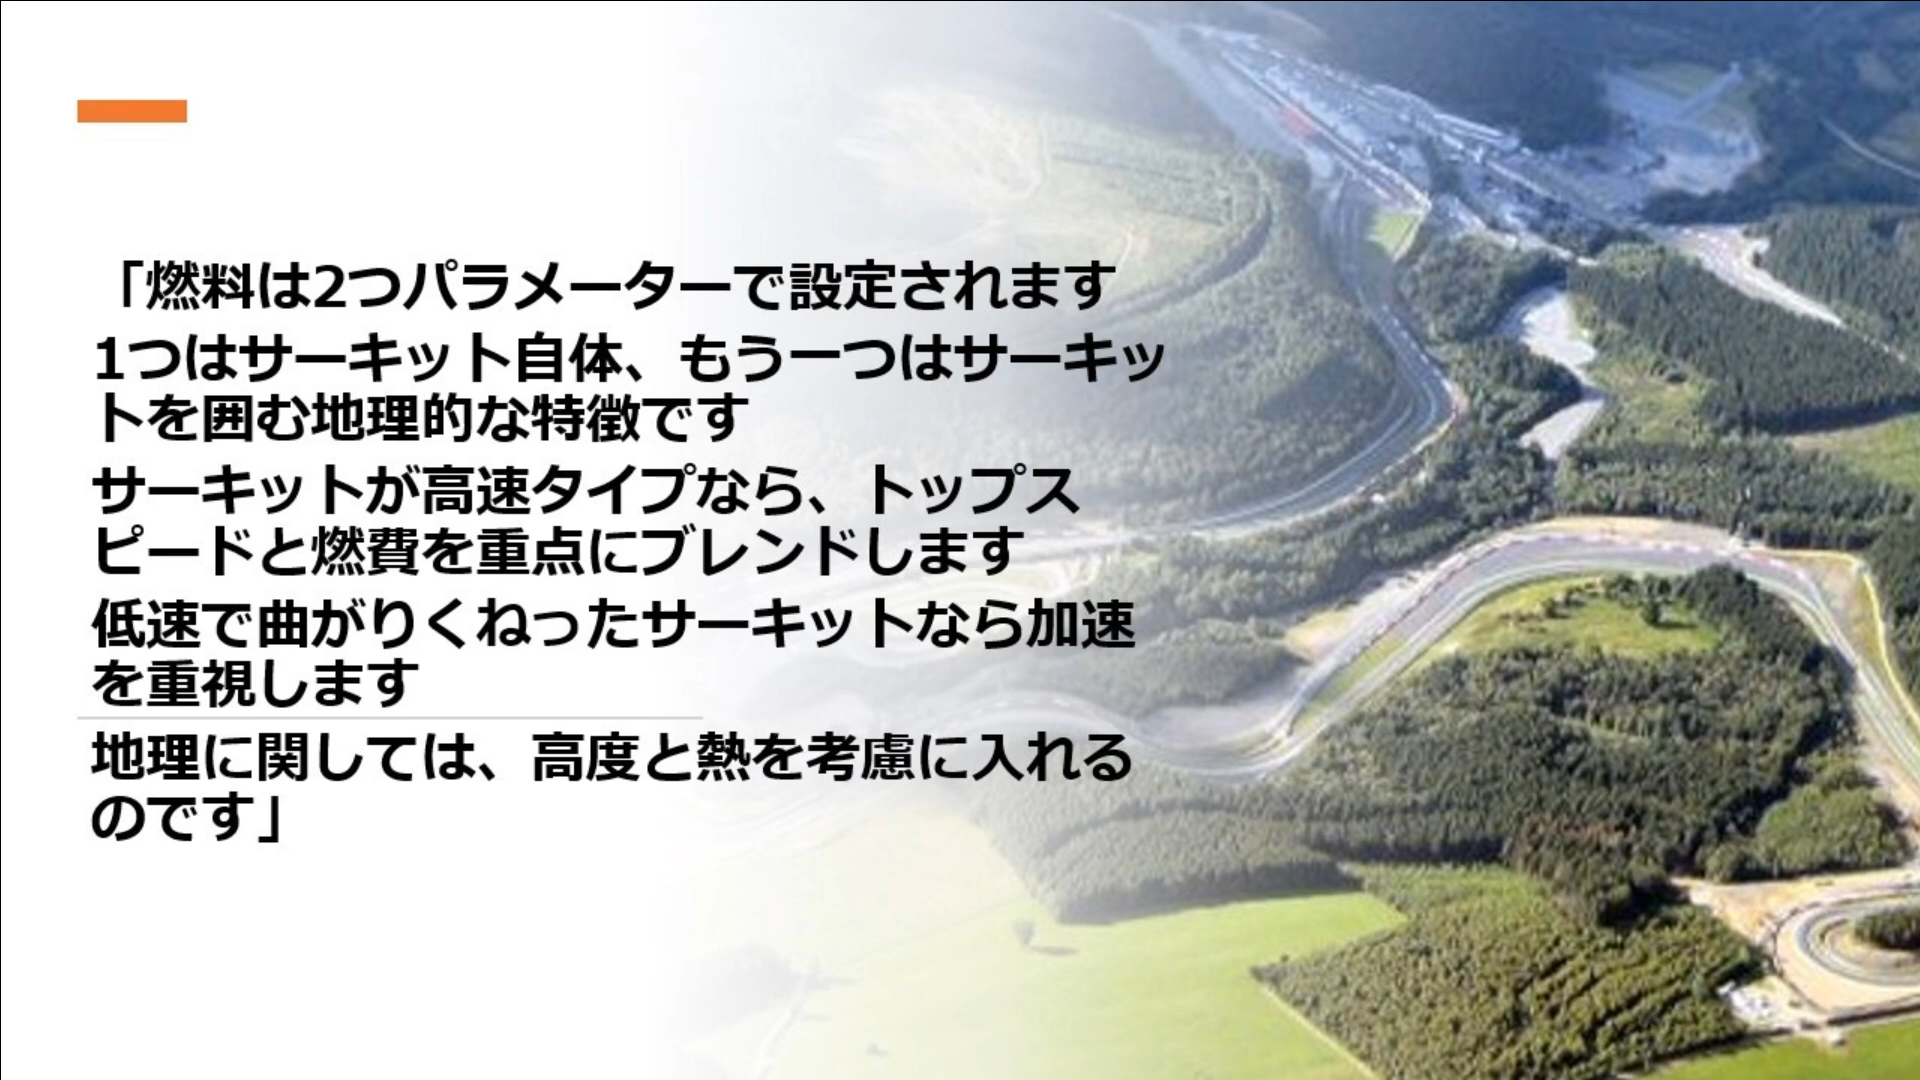 「燃料は2つパラメーターで設定されます
1つはサーキット自体、もう一つはサーキッ
トを囲む地理的な特徴です
サーキットが高速タイプなら、トップス
ピードと燃費を重点にブレンドします
低速で曲がりくねったサーキットなら加速
を重視します
地理に関しては、高度と熱を考慮に入れる
のです」